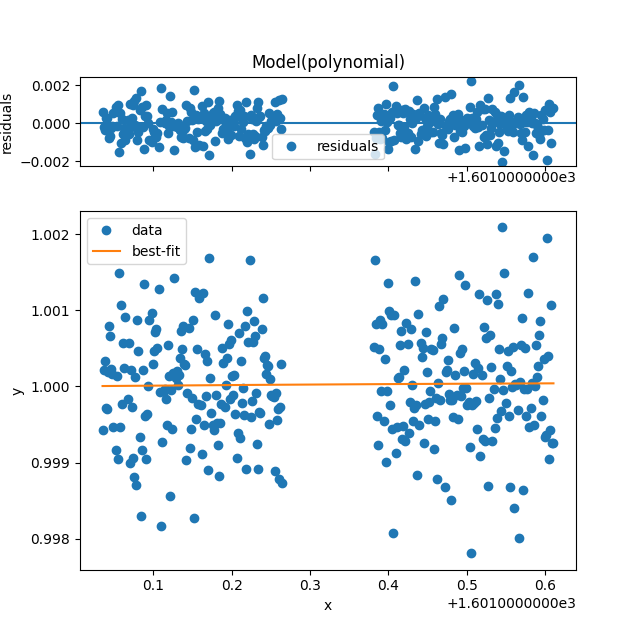 Model(polynomial)
residuals
0.002
0.000
−0.002
residuals
+1.6010000000e3
y
1.002
1.001
1.000
0.999
0.998
data
best-fit
0.1 0.2 0.3 0.4 0.5 0.6
x
+1.6010000000e3